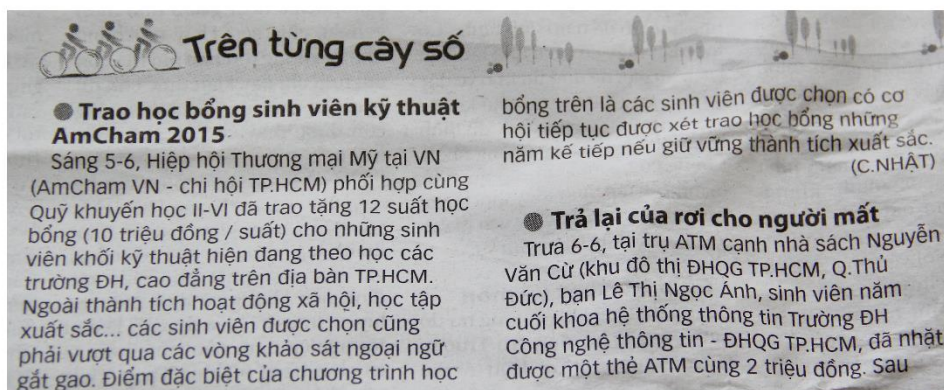 Trên từng cây số
Trao học bổng sinh viên kỹ thuật
AmCham 2015
Sáng 5-6, Hiệp hội Thương mại Mỹ tại VN
(AmCham VN - chi hội TP.HCM) phối hợp cùng
Quỹ khuyến học II-VI đã trao tặng 12 suất học
bổng (10 triệu đồng / suất) cho những sinh
viên khối kỹ thuật hiện đang theo học các
trường ĐH, cao đẳng trên địa bàn TP.HCM.
Ngoài thành tích hoạt động xã hội, học tập
xuất sắc... các sinh viên được chọn cũng
phải vượt qua các vòng khảo sát ngoại ngữ
gắt gao. Điểm đặc biệt của chương trình học
bổng trên là các sinh viên được chọn có cơ
hội tiếp tục được xét trao học bổng những
năm kế tiếp nếu giữ vững thành tích xuất sắc.
(C.NHẬT)
Trả lại của rơi cho người mất
Trưa 6-6, tại trụ ATM cạnh nhà sách Nguyễn
Văn Cừ (khu đô thị ĐHQG TP.HCM, Q.Thủ
Đức), bạn Lê Thị Ngọc Ánh, sinh viên năm
cuối khoa hệ thống thông tin Trường ĐH
Công nghệ thông tin - ĐHQG TP.HCM, đã nhặt
được một thẻ ATM cùng 2 triệu đồng. Sau